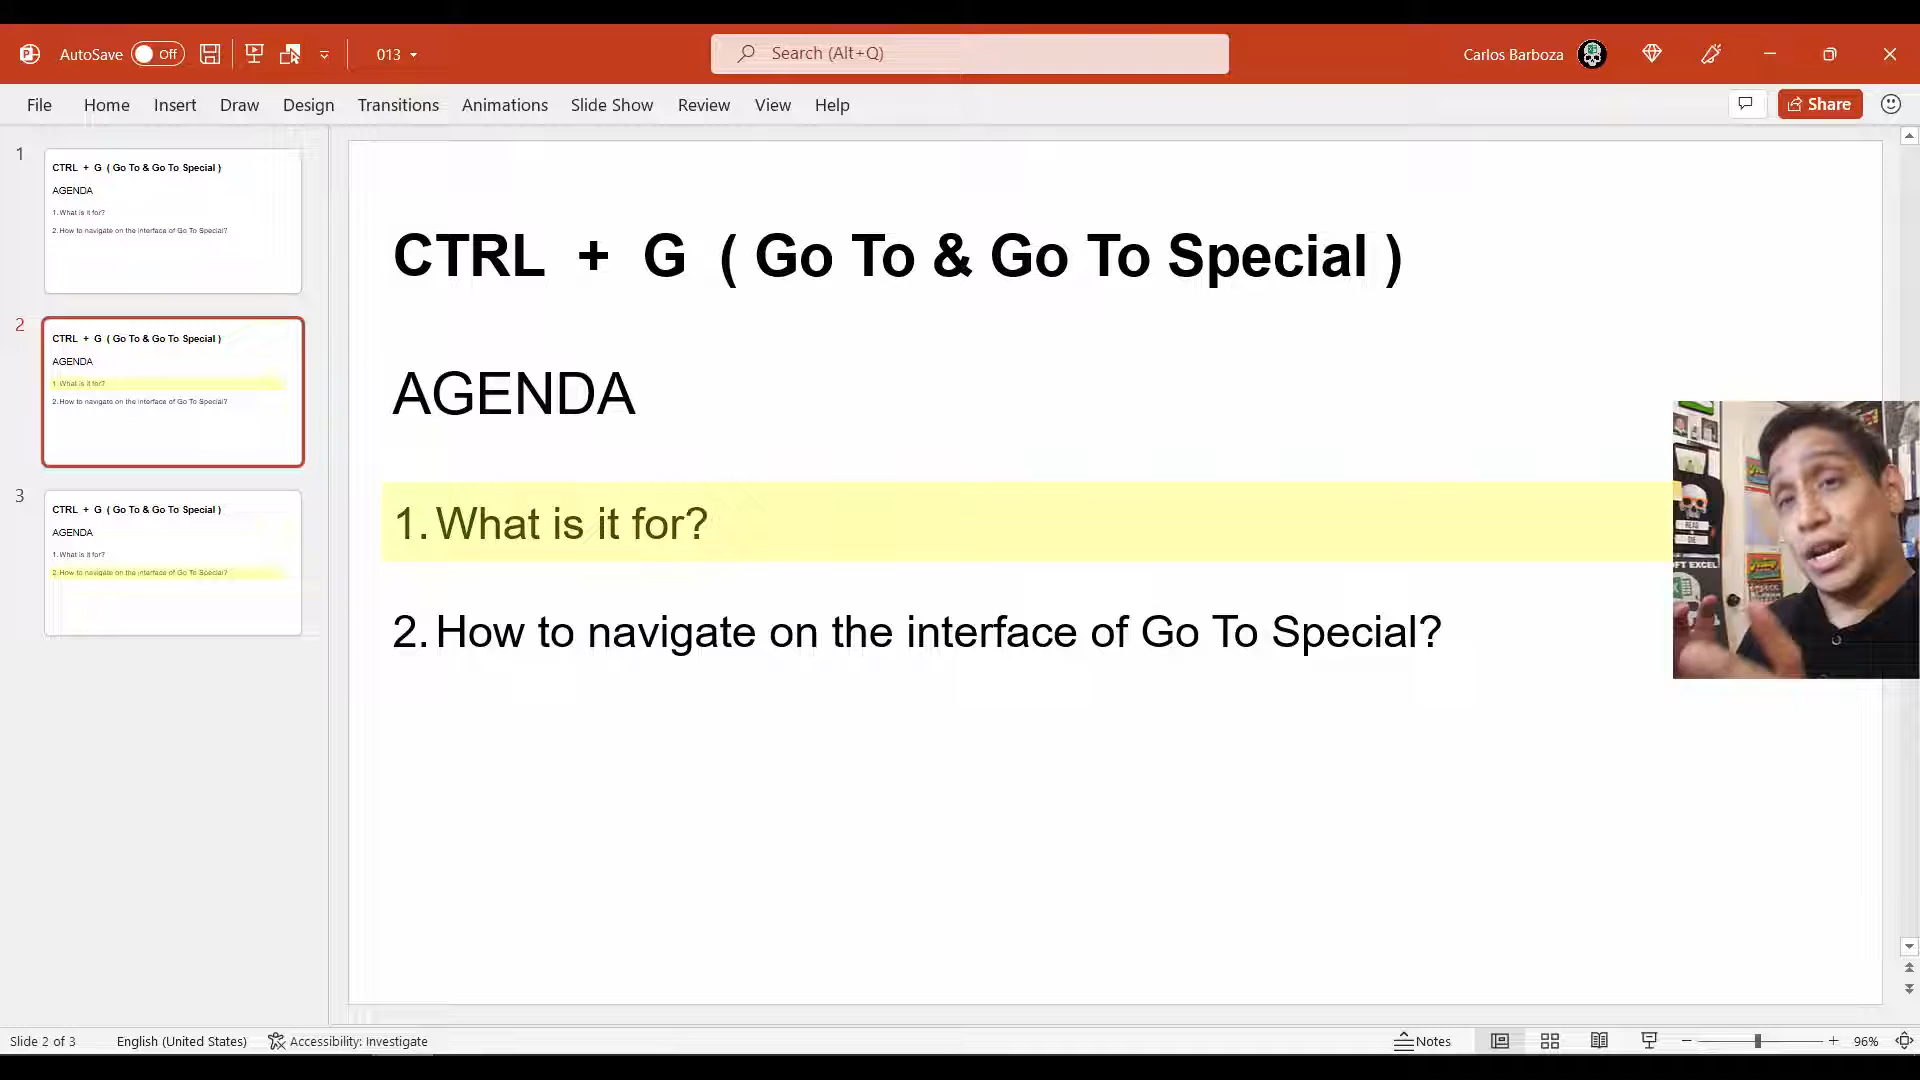 AutoSave Off 013 Search (Alt+Q) Carlos Barboza
File Home Insert Draw Design Transitions Animations Slide Show Review View Help Share
1
CTRL + G ( Go To & Go To Special )
AGENDA
1. What is it for?
2. How to navigate on the interface of Go To Special?
2
CTRL + G ( Go To & Go To Special )
AGENDA
1. What is it for?
2. How to navigate on the interface of Go To Special?
3
CTRL + G ( Go To & Go To Special )
AGENDA
1. What is it for?
2. How to navigate on the interface of Go To Special?
CTRL + G ( Go To & Go To Special )
AGENDA
1. What is it for?
2. How to navigate on the interface of Go To Special?
READ
DIE
FT EXCEL
Slide 2 of 3 English (United States) Accessibility: Investigate Notes 96%